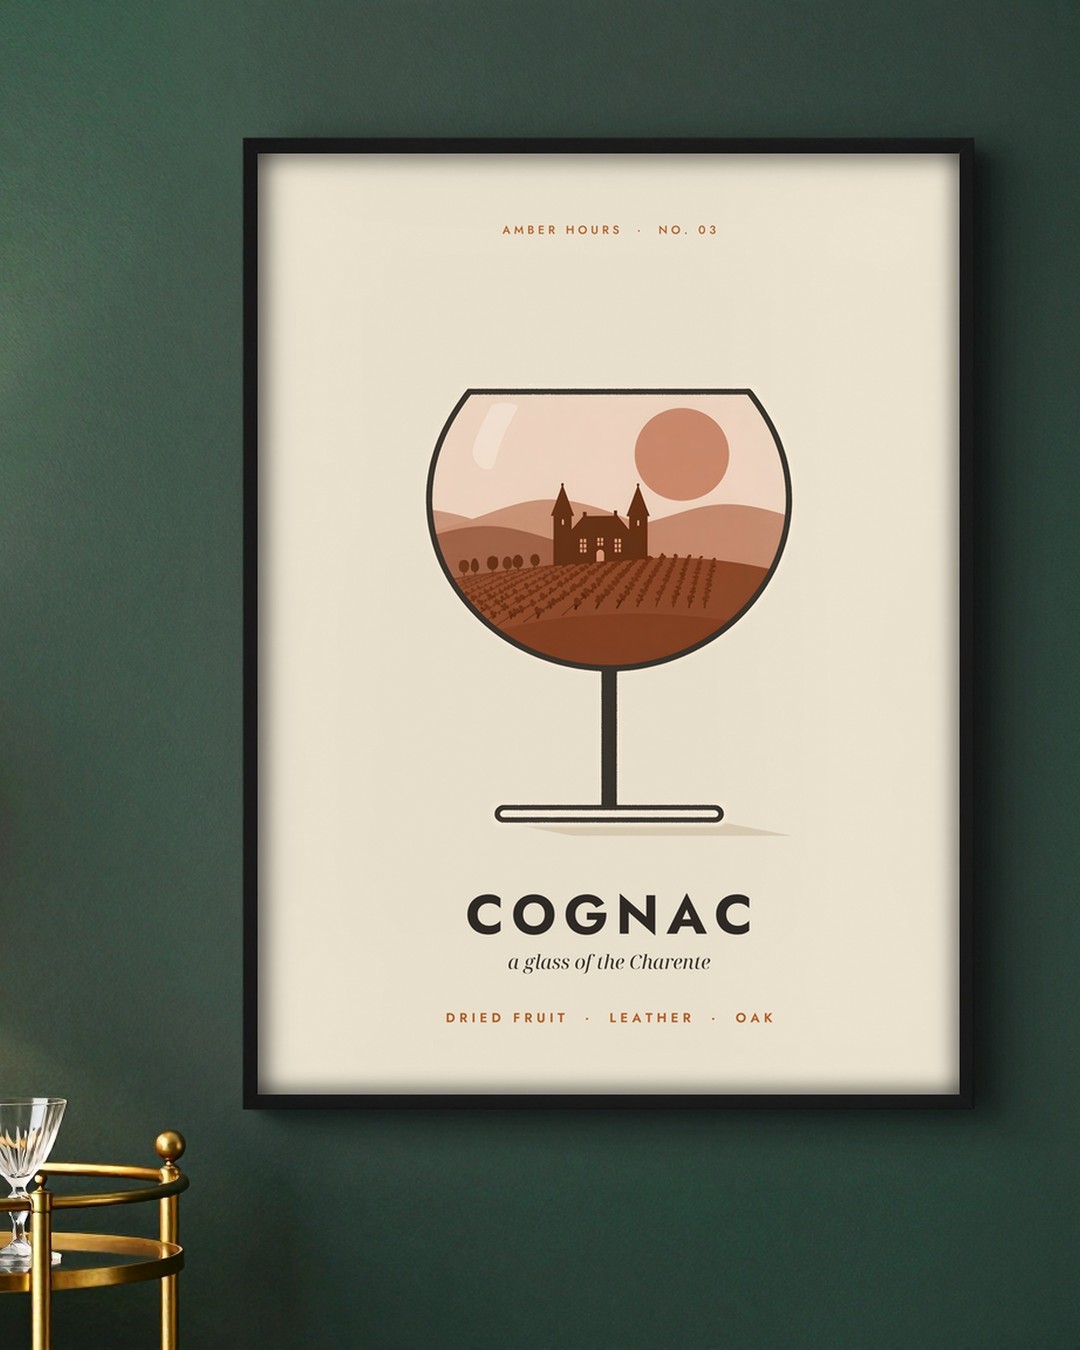 AMBER HOURS · NO. 03
COGNAC
a glass of the Charente
DRIED FRUIT · LEATHER · OAK